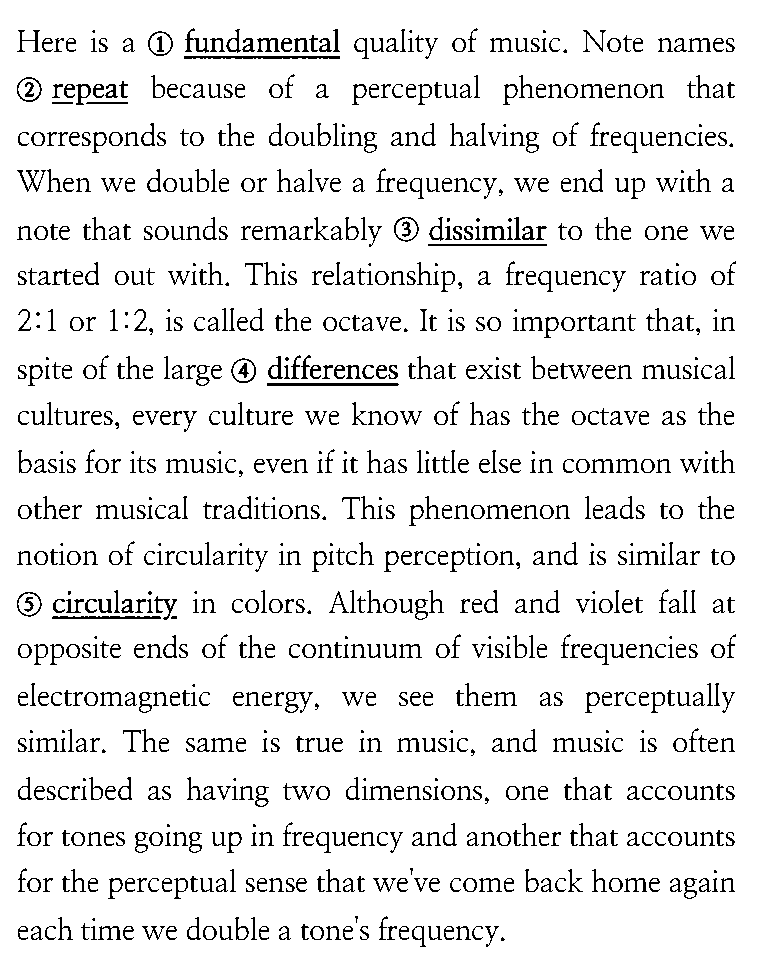 Here is a ① fundamental quality of music. Note names
② repeat because of a perceptual phenomenon that
corresponds to the doubling and halving of frequencies.
When we double or halve a frequency, we end up with a
note that sounds remarkably ③ dissimilar to the one we
started out with. This relationship, a frequency ratio of
2:1 or 1:2, is called the octave. It is so important that, in
spite of the large ④ differences that exist between musical
cultures, every culture we know of has the octave as the
basis for its music, even if it has little else in common with
other musical traditions. This phenomenon leads to the
notion of circularity in pitch perception, and is similar to
⑤ circularity in colors. Although red and violet fall at
opposite ends of the continuum of visible frequencies of
electromagnetic energy, we see them as perceptually
similar. The same is true in music, and music is often
described as having two dimensions, one that accounts
for tones going up in frequency and another that accounts
for the perceptual sense that we've come back home again
each time we double a tone's frequency.